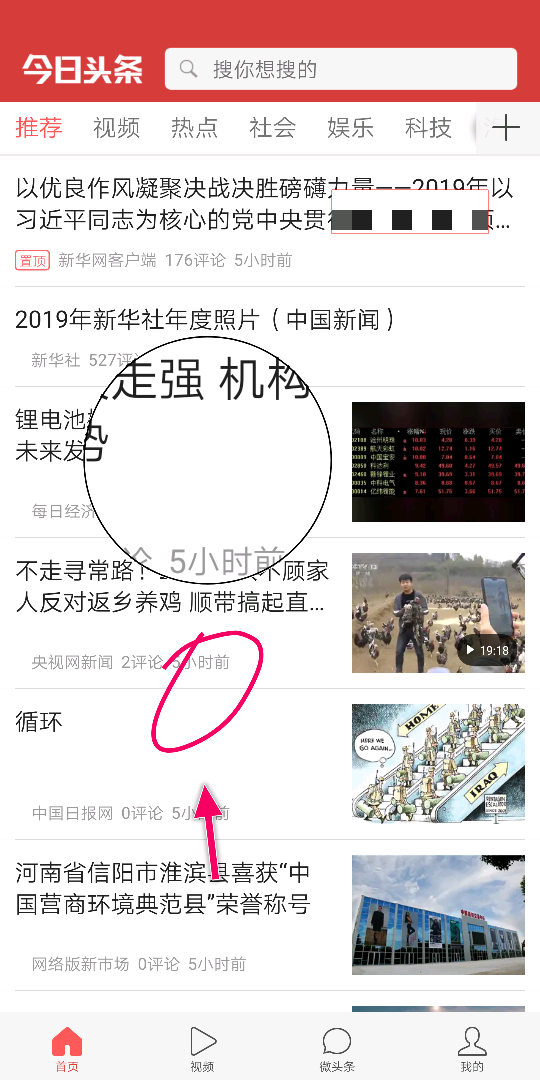 今日头条
搜你想搜的
推荐 视频 热点 社会 娱乐 科技
以优良作风凝聚决战决胜磅礴力量——2019年以
习近平同志为核心的党中央贯
置顶 新华网客户端 176评论 5小时前
2019年新华社年度照片（中国新闻）
新华社 527评
走强 机构
势
论 5小时前
锂电池
未来发
每日经济
不走寻常路！ 不顾家
人反对返乡养鸡 顺带搞起直...
央视网新闻 2评论 5小时前
19:18
循环
HOME
HERE WE GO AGAIN...
IRAQ
中国日报网 0评论 5小时前
河南省信阳市淮滨县喜获“中
国营商环境典范县”荣誉称号
网络版新市场 0评论 5小时前
首页 视频 微头条 我的